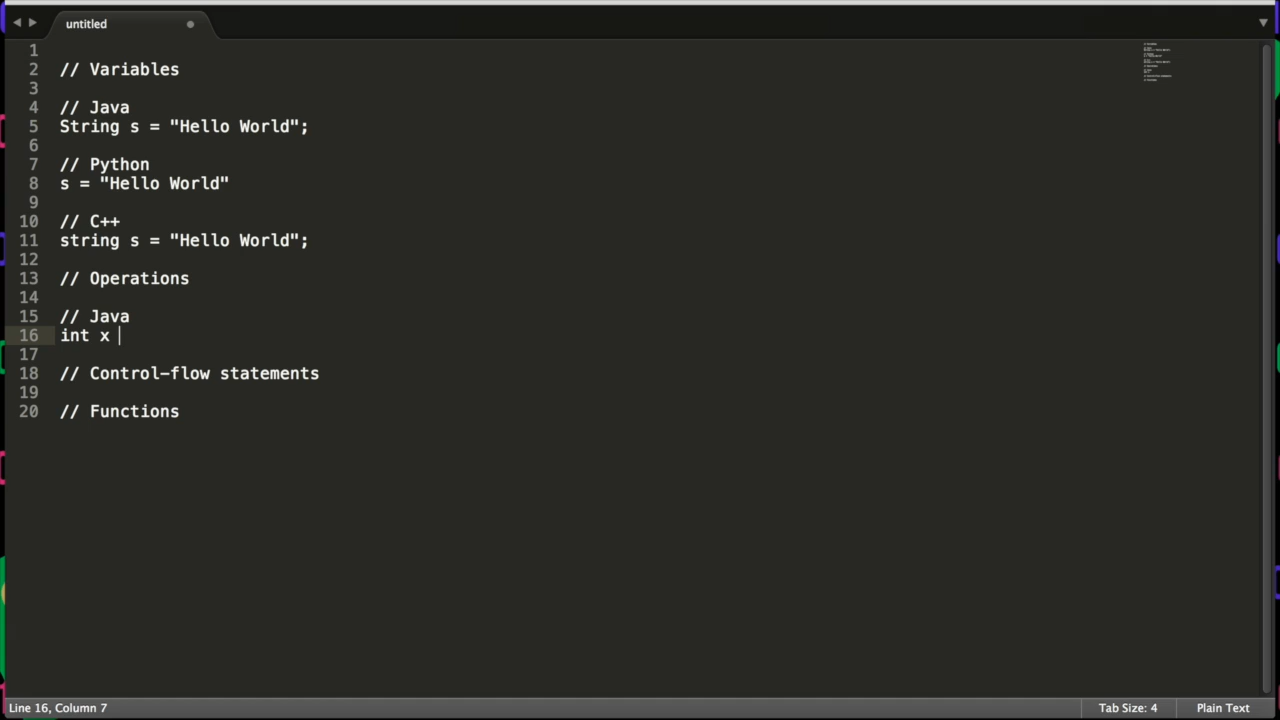 untitled
1
2 // Variables
3
4 // Java
5 String s = "Hello World";
6
7 // Python
8 s = "Hello World"
9
10 // C++
11 string s = "Hello World";
12
13 // Operations
14
15 // Java
16 int x
17
18 // Control-flow statements
19
20 // Functions
Line 16, Column 7 Tab Size: 4 Plain Text